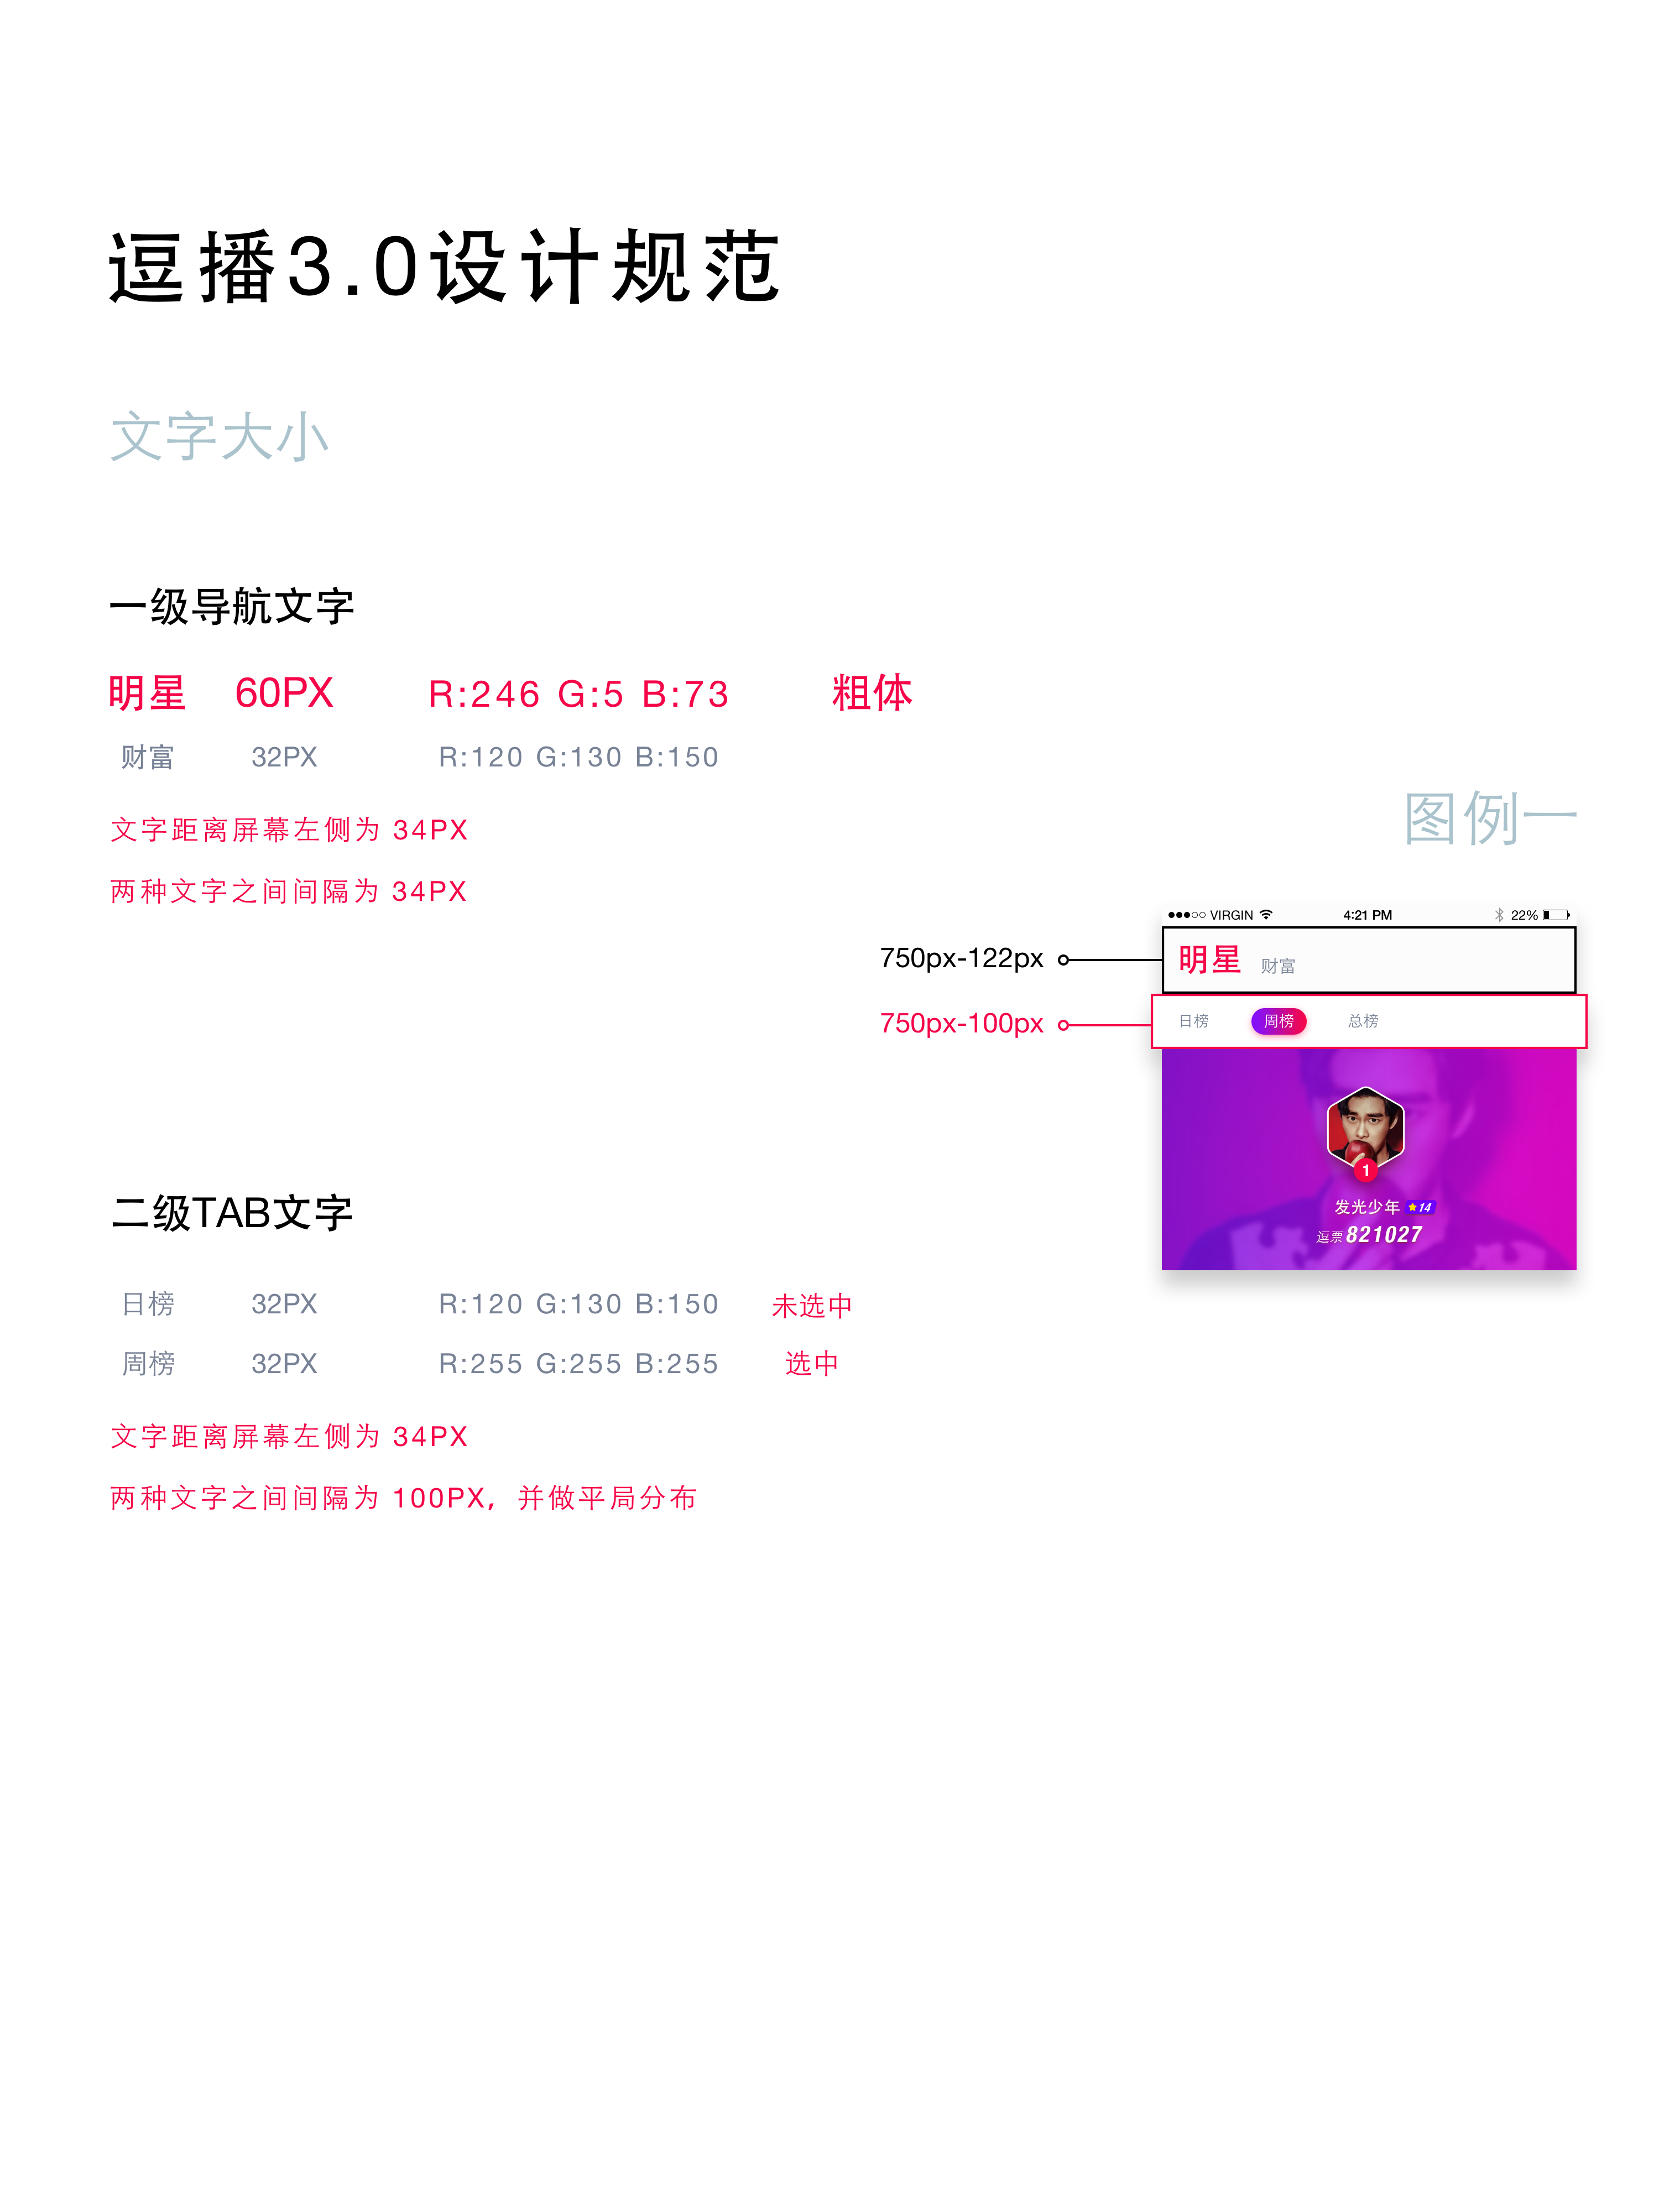 逗播3.0设计规范
文字大小
一级导航文字
明星 60PX R:246 G:5 B:73 粗体
财富 32PX R:120 G:130 B:150
文字距离屏幕左侧为 34PX
两种文字之间间隔为 34PX
图例一
●●●○○ VIRGIN 4:21 PM 22%
750px-122px
明星 财富
750px-100px
日榜 周榜 总榜
1
发光少年 14
逗票 821027
二级TAB文字
日榜 32PX R:120 G:130 B:150 未选中
周榜 32PX R:255 G:255 B:255 选中
文字距离屏幕左侧为 34PX
两种文字之间间隔为 100PX，并做平局分布